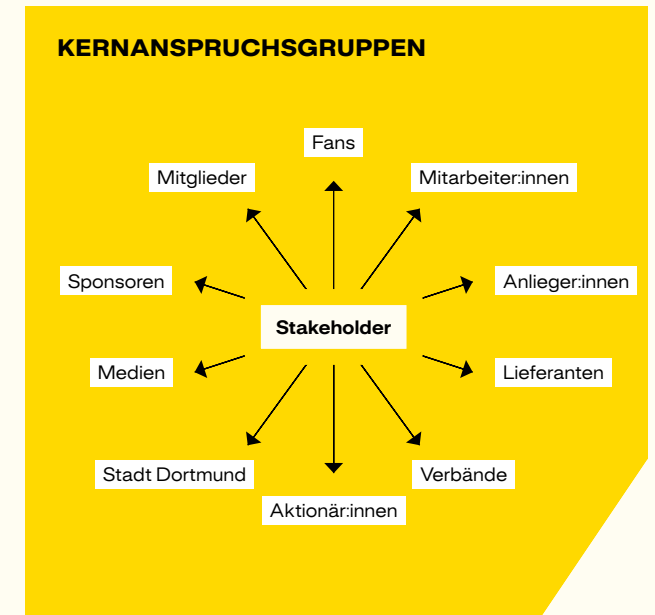 KERNANSPRUCHSGRUPPEN
Fans
Mitglieder
Mitarbeiter:innen
Sponsoren
Anlieger:innen
Stakeholder
Medien
Lieferanten
Stadt Dortmund
Verbände
Aktionär:innen